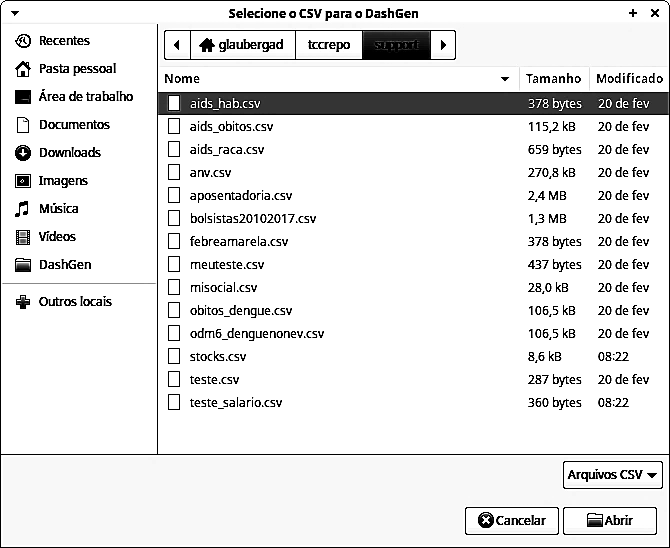 Selecione o CSV para o DashGen
Recentes
Pasta pessoal
Área de trabalho
Documentos
Downloads
Imagens
Música
Vídeos
DashGen
Outros locais
glaubergad tccrepo support
Nome Tamanho Modificado
aids_hab.csv 378 bytes 20 de fev
aids_obitos.csv 115,2 kB 20 de fev
aids_raca.csv 659 bytes 20 de fev
anv.csv 270,8 kB 20 de fev
aposentadoria.csv 2,4 MB 20 de fev
bolsistas20102017.csv 1,3 MB 20 de fev
febreamarela.csv 378 bytes 20 de fev
meuteste.csv 437 bytes 20 de fev
misocial.csv 28,0 kB 20 de fev
obitos_dengue.csv 106,5 kB 20 de fev
odm6_denguenonev.csv 106,5 kB 20 de fev
stocks.csv 8,6 kB 08:22
teste.csv 287 bytes 20 de fev
teste_salario.csv 360 bytes 08:22
Arquivos CSV
Cancelar Abrir